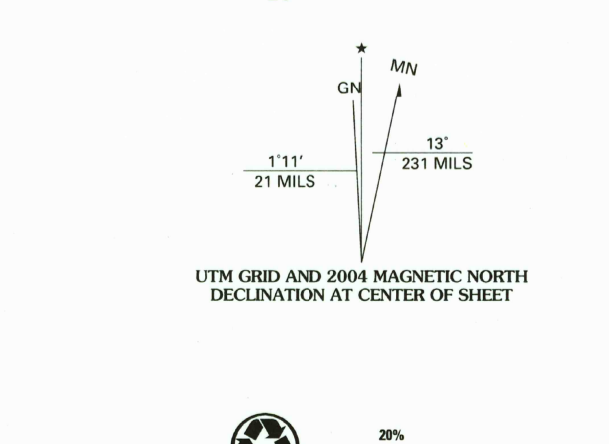 ★
MN
GN
13°
231 MILS
1°11′
21 MILS
UTM GRID AND 2004 MAGNETIC NORTH
DECLINATION AT CENTER OF SHEET
20%